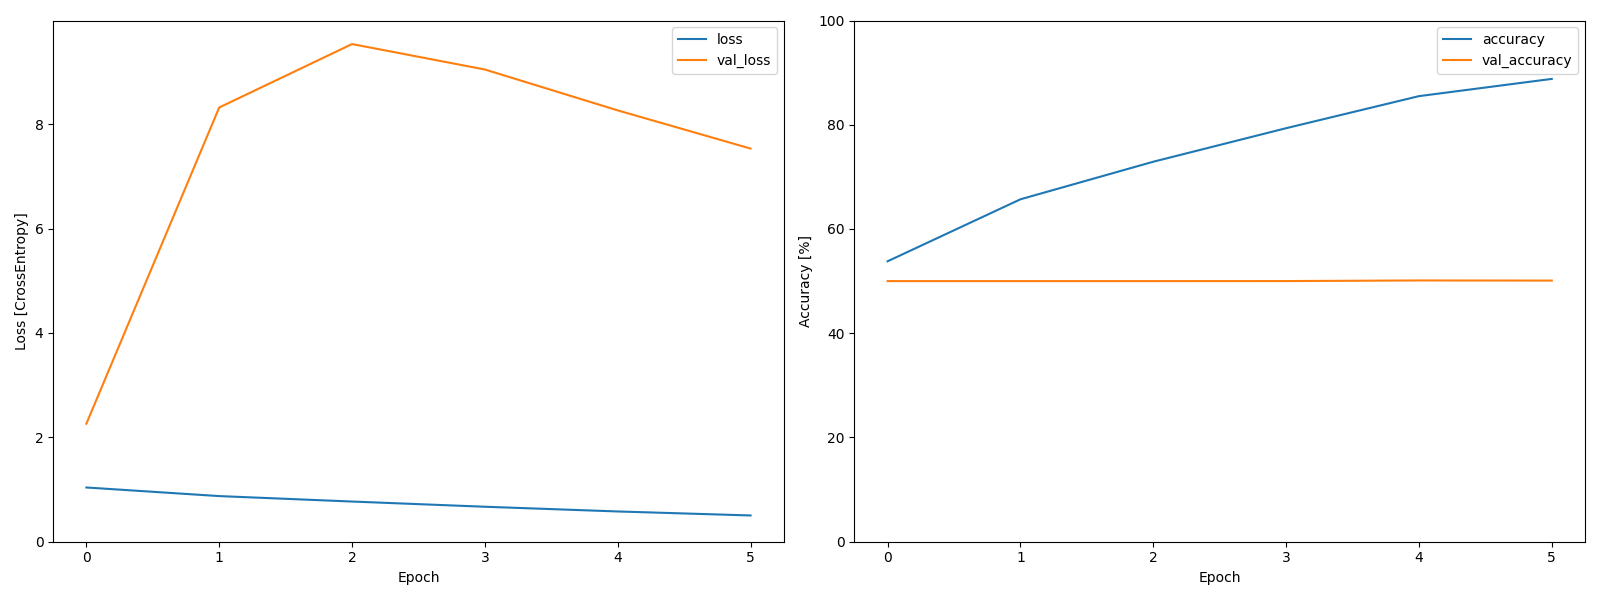 loss
val_loss
Loss [CrossEntropy]
8
6
4
2
0
0 1 2 3 4 5
Epoch
accuracy
val_accuracy
Accuracy [%]
100
80
60
40
20
0
0 1 2 3 4 5
Epoch